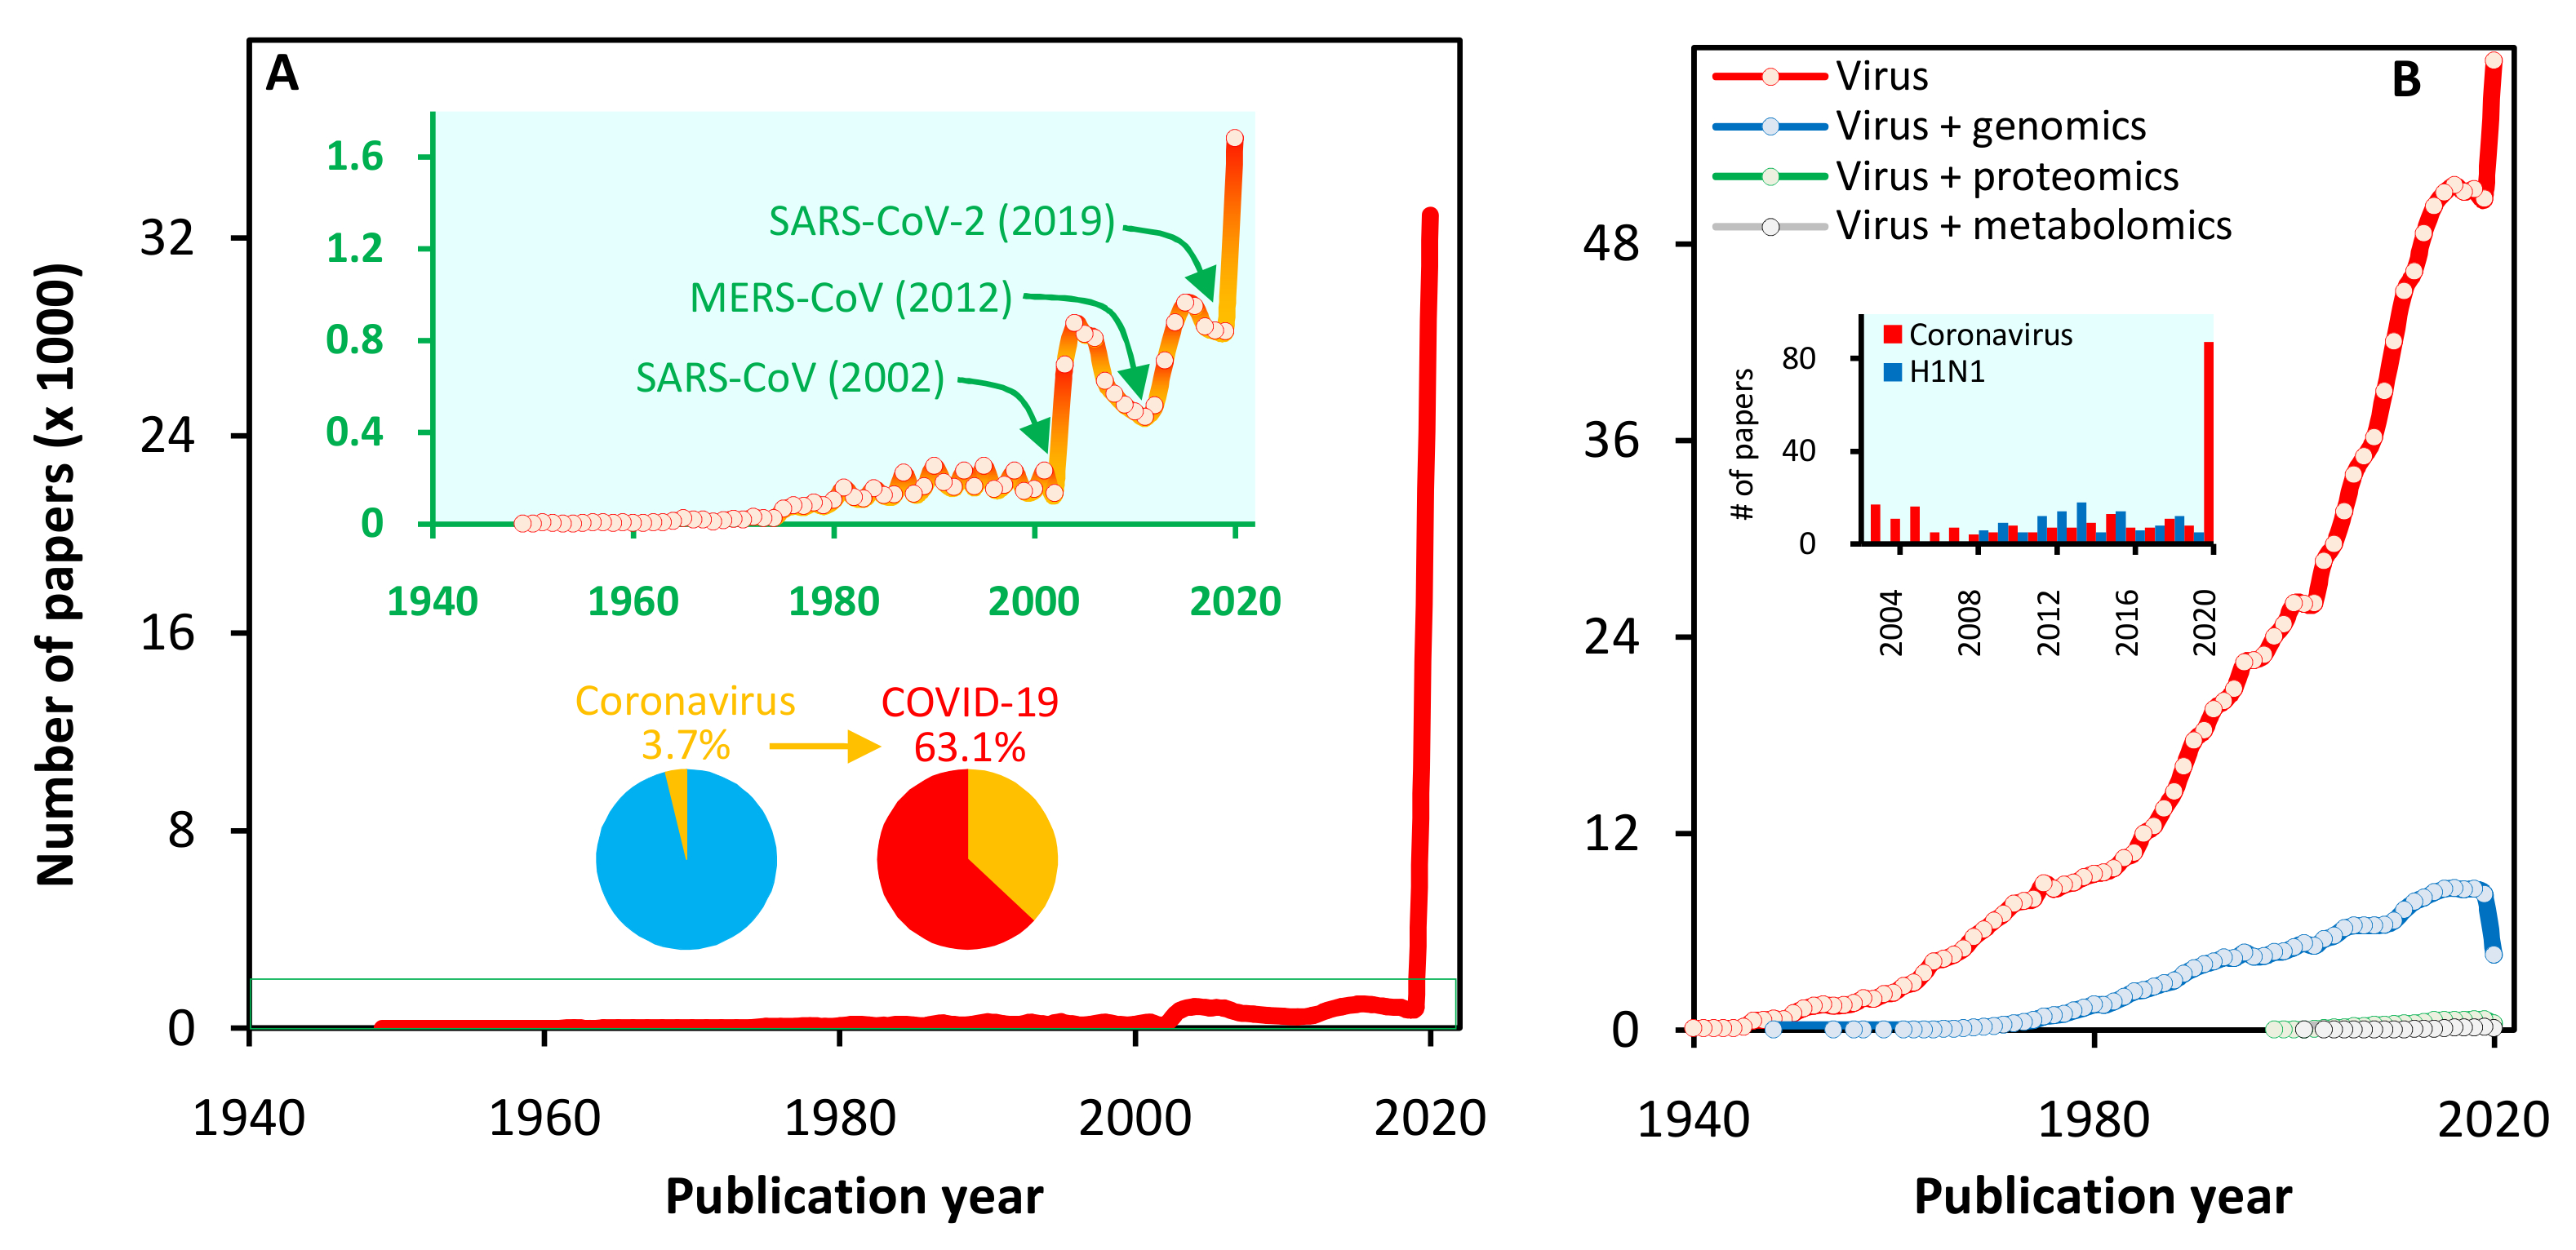 A
Number of papers (x 1000)
32
24
16
8
0
1940
1960
1980
2000
2020
Publication year
1.6
1.2
0.8
0.4
0
1940
1960
1980
2000
2020
SARS-CoV-2 (2019)
MERS-CoV (2012)
SARS-CoV (2002)
Coronavirus
3.7%
COVID-19
63.1%
B
Virus
Virus + genomics
Virus + proteomics
Virus + metabolomics
48
36
24
12
0
1940
1980
2020
Publication year
Coronavirus
H1N1
# of papers
80
40
0
2004
2008
2012
2016
2020